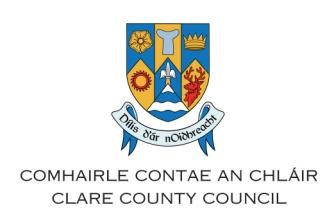 Dílis d'ár nOidhreacht
COMHAIRLE CONTAE AN CHLÁIR
CLARE COUNTY COUNCIL